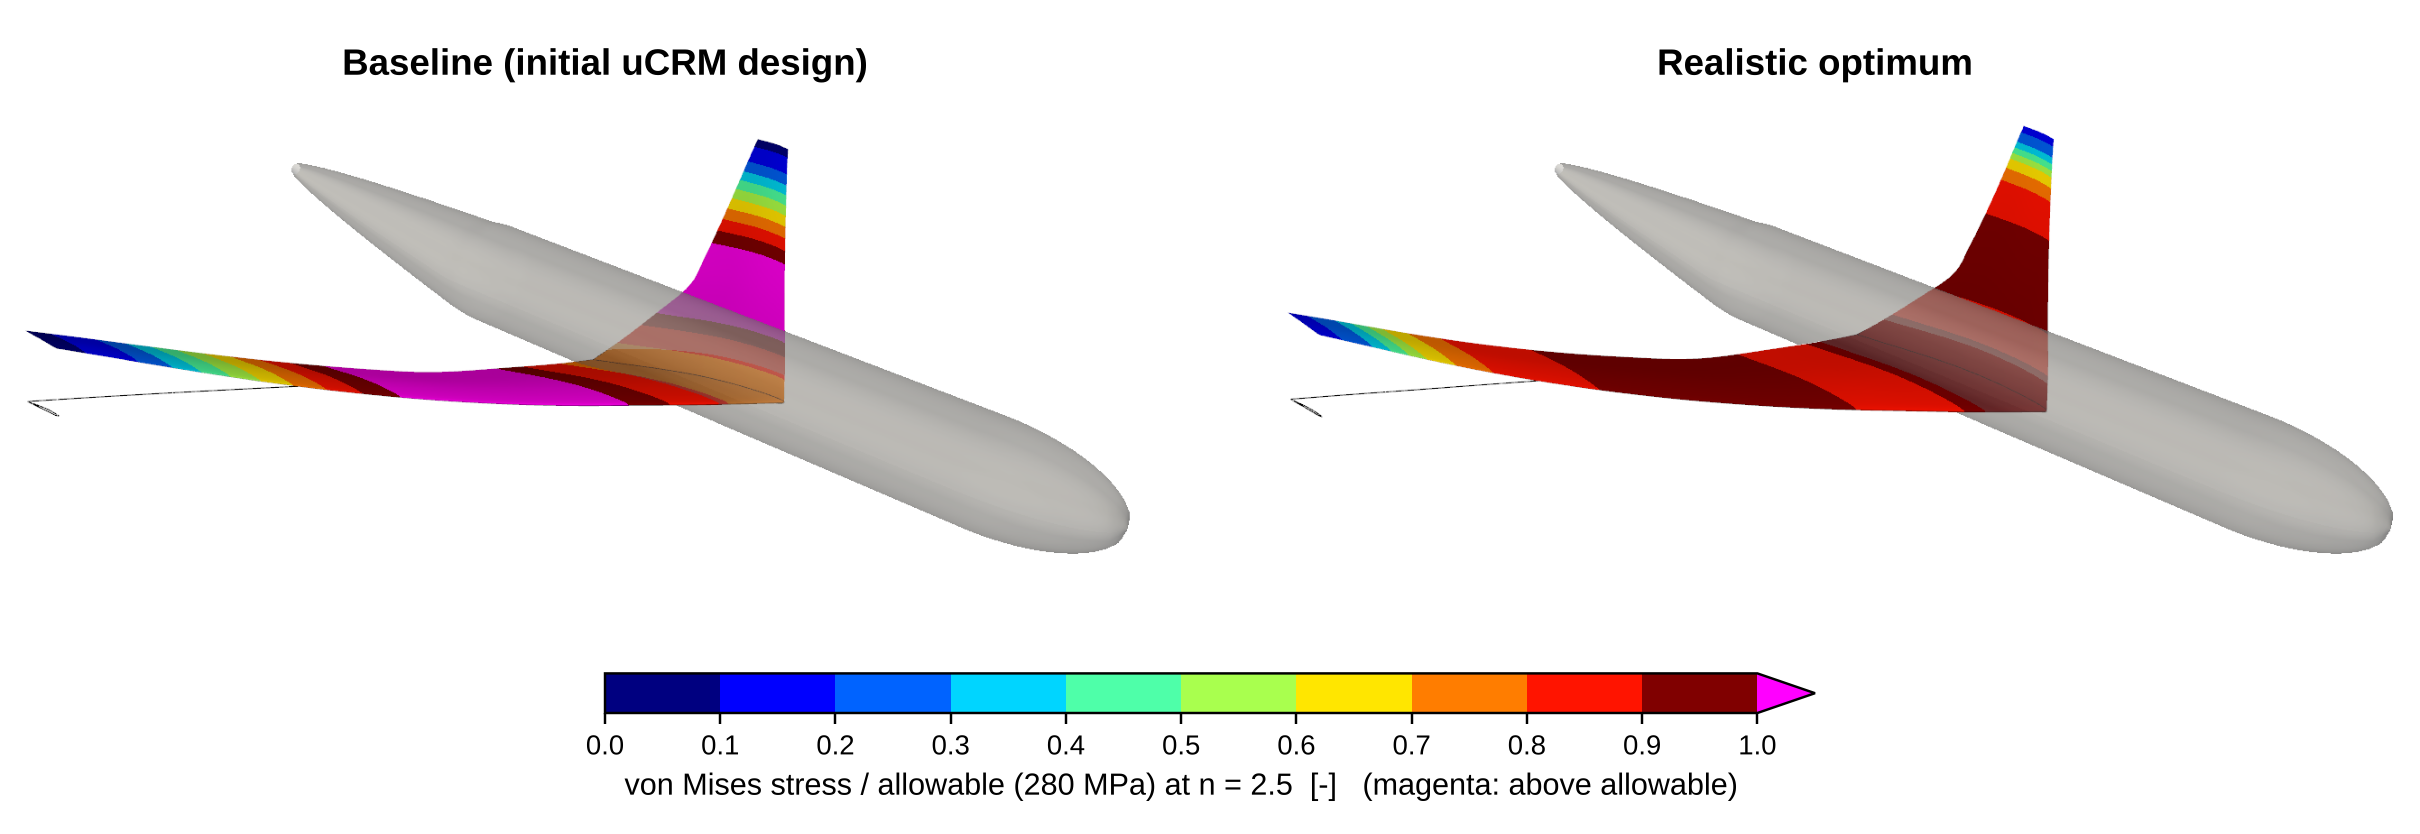 Baseline (initial uCRM design)
Realistic optimum
0.0 0.1 0.2 0.3 0.4 0.5 0.6 0.7 0.8 0.9 1.0
von Mises stress / allowable (280 MPa) at n = 2.5 [-] (magenta: above allowable)